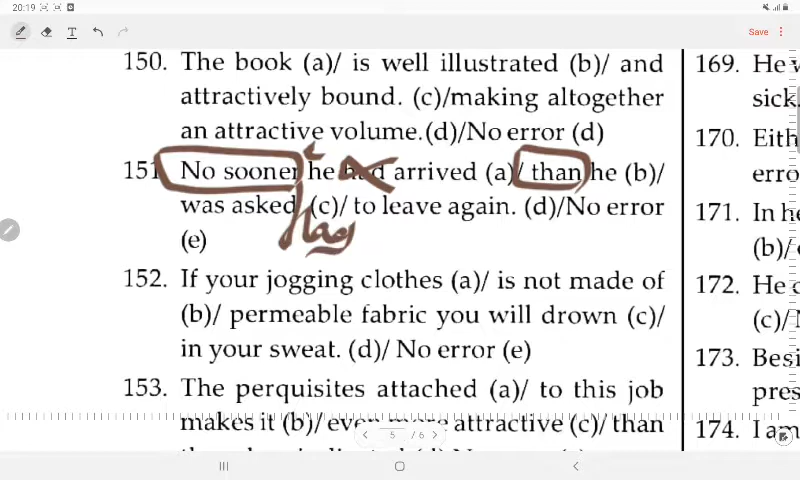 20:19
Save
150. The book (a)/ is well illustrated (b)/ and
attractively bound. (c)/making altogether
an attractive volume.(d)/No error (d)
151 No sooner he had arrived (a)/ than he (b)/
was asked (c)/ to leave again. (d)/No error
(e)
had
152. If your jogging clothes (a)/ is not made of
(b)/ permeable fabric you will drown (c)/
in your sweat. (d)/ No error (e)
153. The perquisites attached (a)/ to this job
makes it (b)/ even more attractive (c)/ than
169. He
sick.
170. Eith
erro
171. In he
(b)/
172. He
(c)/
173. Besi
pres
174. I am
5 / 6